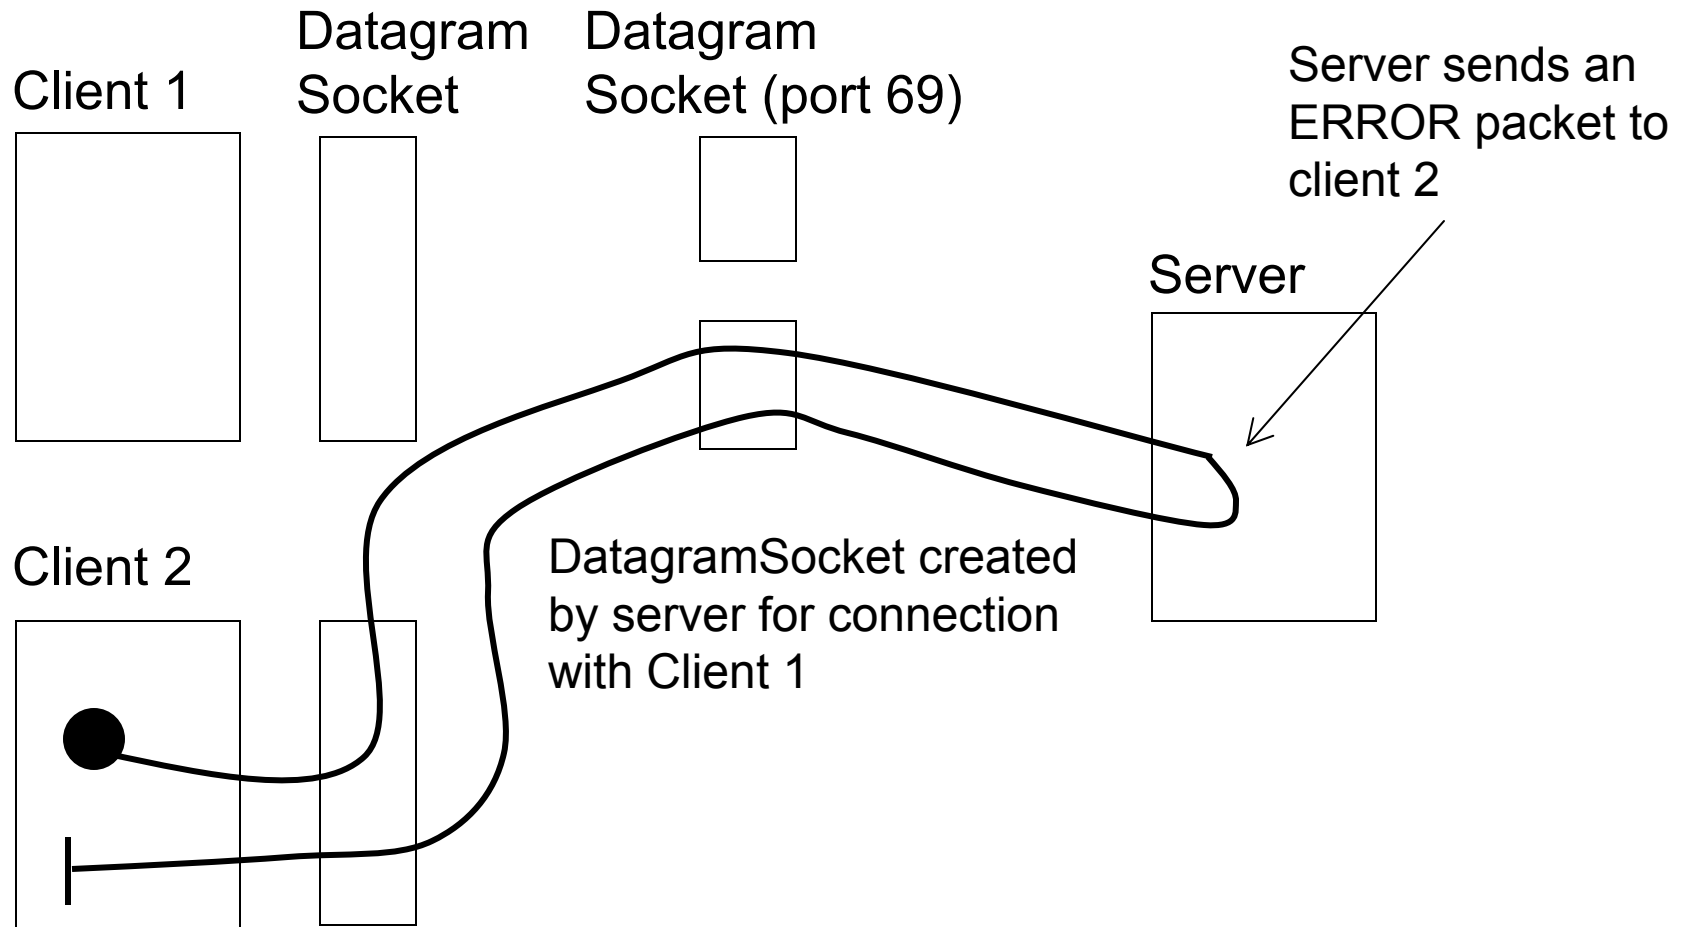 Client 1
Datagram
Socket
Datagram
Socket (port 69)
Server sends an
ERROR packet to
client 2
Server
Client 2
DatagramSocket created
by server for connection
with Client 1